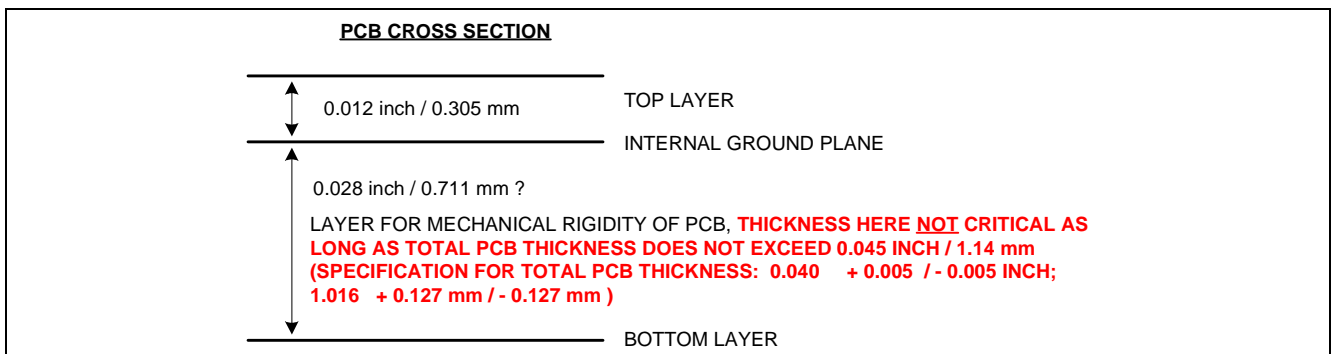 PCB CROSS SECTION
0.012 inch / 0.305 mm
TOP LAYER
INTERNAL GROUND PLANE
0.028 inch / 0.711 mm ?
LAYER FOR MECHANICAL RIGIDITY OF PCB, THICKNESS HERE NOT CRITICAL AS
LONG AS TOTAL PCB THICKNESS DOES NOT EXCEED 0.045 INCH / 1.14 mm
(SPECIFICATION FOR TOTAL PCB THICKNESS: 0.040 + 0.005 / - 0.005 INCH;
1.016 + 0.127 mm / - 0.127 mm )
BOTTOM LAYER